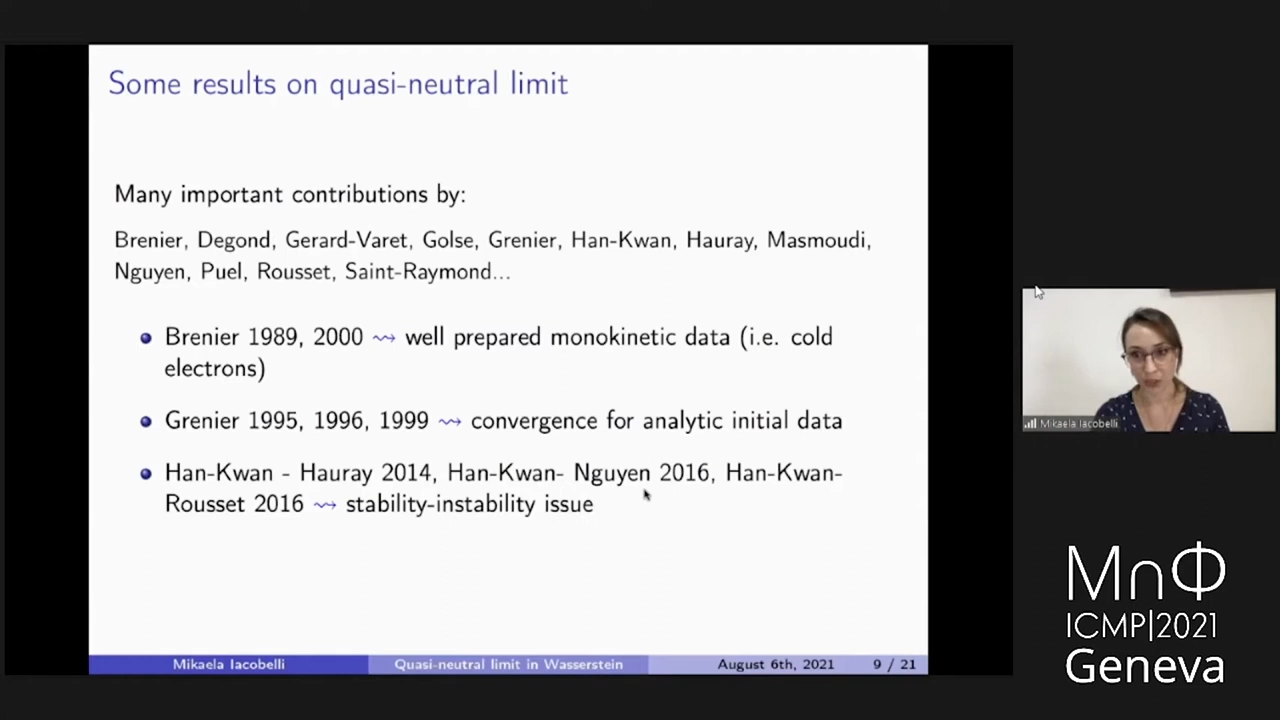 Some results on quasi-neutral limit
Many important contributions by:
Brenier, Degond, Gerard-Varet, Golse, Grenier, Han-Kwan, Hauray, Masmoudi,
Nguyen, Puel, Rousset, Saint-Raymond...
Brenier 1989, 2000 ⇝ well prepared monokinetic data (i.e. cold
electrons)
Grenier 1995, 1996, 1999 ⇝ convergence for analytic initial data
Han-Kwan - Hauray 2014, Han-Kwan- Nguyen 2016, Han-Kwan-
Rousset 2016 ⇝ stability-instability issue
Mikaela Iacobelli
Quasi-neutral limit in Wasserstein
August 6th, 2021
9 / 21
Mikaela Iacobelli
M∩Φ
ICMP|2021
Geneva